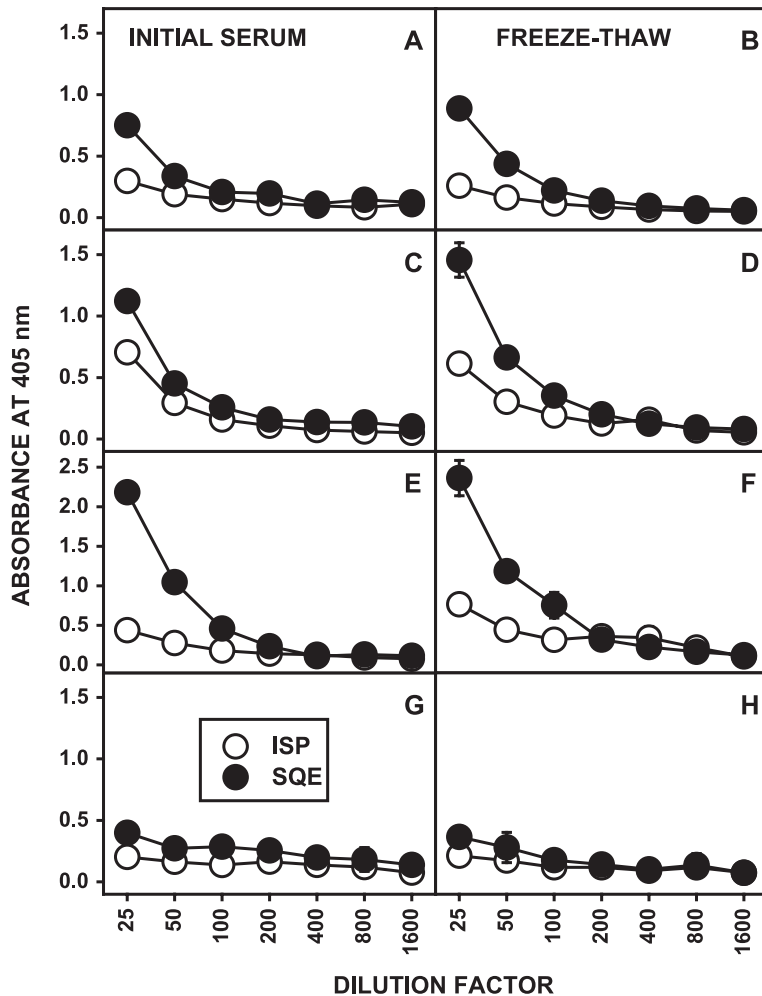 INITIAL SERUM A
FREEZE-THAW B
1.5
1.0
0.5
0.0
C
D
1.5
1.0
0.5
0.0
E
F
2.5
2.0
1.5
1.0
0.5
0.0
G
H
1.5
1.0
0.5
0.0
ISP
SQE
ABSORBANCE AT 405 nm
25 50 100 200 400 800 1600
25 50 100 200 400 800 1600
DILUTION FACTOR